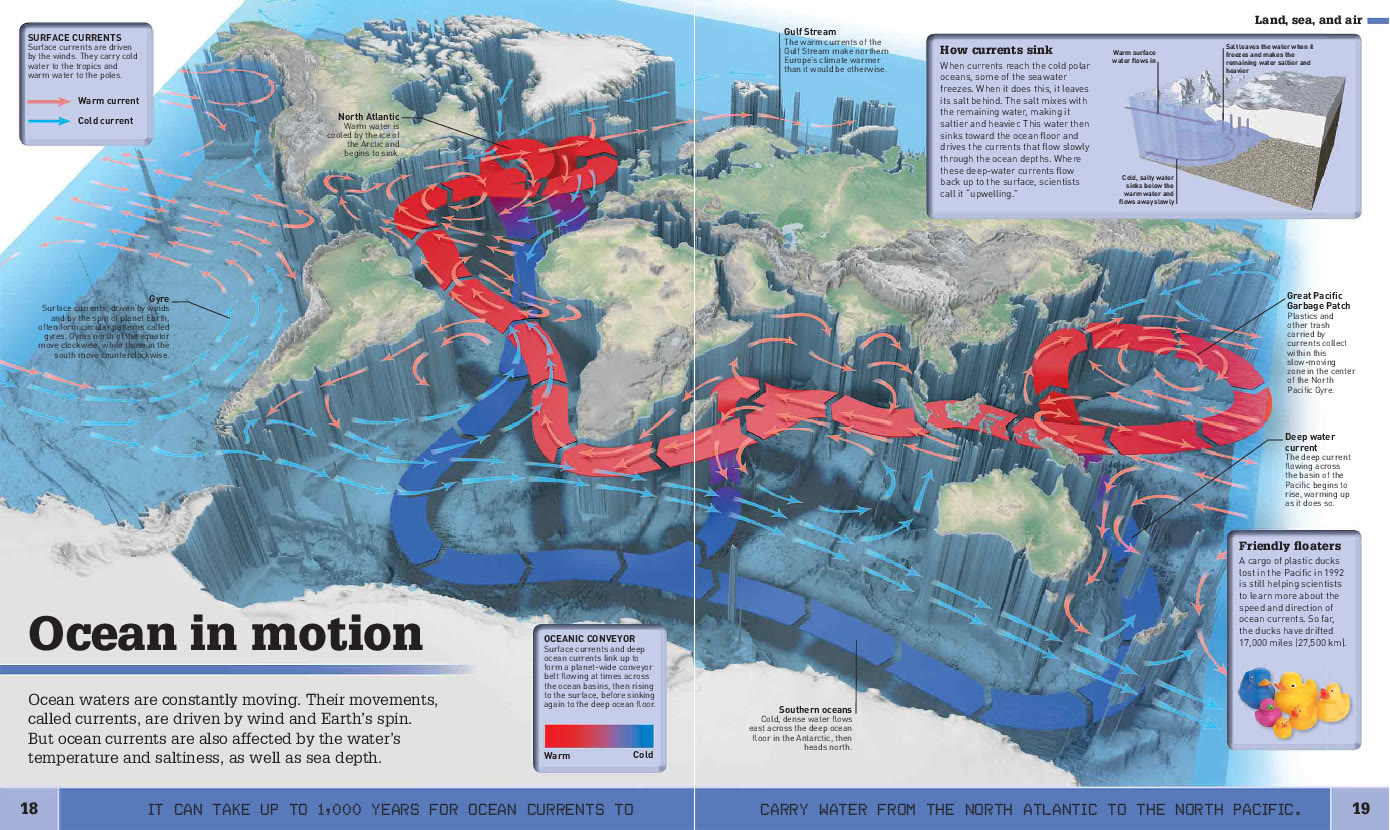 Land, sea, and air
SURFACE CURRENTS
Surface currents are driven
by the winds. They carry cold
water to the tropics and
warm water to the poles.
Warm current
Cold current
North Atlantic
Warm water is
cooled by the ice of
the Arctic and
begins to sink.
Gulf Stream
The warm currents of the
Gulf Stream make northern
Europe's climate warmer
than it would be otherwise.
How currents sink
When currents reach the cold polar
oceans, some of the seawater
freezes. When it does this, it leaves
its salt behind. The salt mixes with
the remaining water, making it
saltier and heavier. This water then
sinks toward the ocean floor and
drives the currents that flow slowly
through the ocean depths. Where
these deep-water currents flow
back up to the surface, scientists
call it "upwelling."
Warm surface
water flows in
Salt leaves the water when it
freezes and makes the
remaining water saltier and
heavier
Cold, salty water
sinks below the
warm water and
flows away slowly
Gyre
Surface currents, driven by winds
and by the spin of planet Earth,
often form circular patterns called
gyres. Gyres north of the equator
move clockwise, while those in the
south move counterclockwise.
Great Pacific
Garbage Patch
Plastics and
other trash
carried by
currents collect
within this
slow-moving
zone in the center
of the North
Pacific Gyre.
Deep water
current
The deep current
flowing across
the basin of the
Pacific begins to
rise, warming up
as it does so.
Friendly floaters
A cargo of plastic ducks
lost in the Pacific in 1992
is still helping scientists
to learn more about the
speed and direction of
ocean currents. So far,
the ducks have drifted
17,000 miles (27,500 km).
Ocean in motion
Ocean waters are constantly moving. Their movements,
called currents, are driven by wind and Earth's spin.
But ocean currents are also affected by the water's
temperature and saltiness, as well as sea depth.
OCEANIC CONVEYOR
Surface currents and deep
ocean currents link up to
form a planet-wide conveyor
belt flowing at times across
the ocean basins, then rising
to the surface, before sinking
again to the deep ocean floor.
Warm Cold
Southern oceans
Cold, dense water flows
east across the deep ocean
floor in the Antarctic, then
heads north.
18 IT CAN TAKE UP TO 1,000 YEARS FOR OCEAN CURRENTS TO CARRY WATER FROM THE NORTH ATLANTIC TO THE NORTH PACIFIC. 19